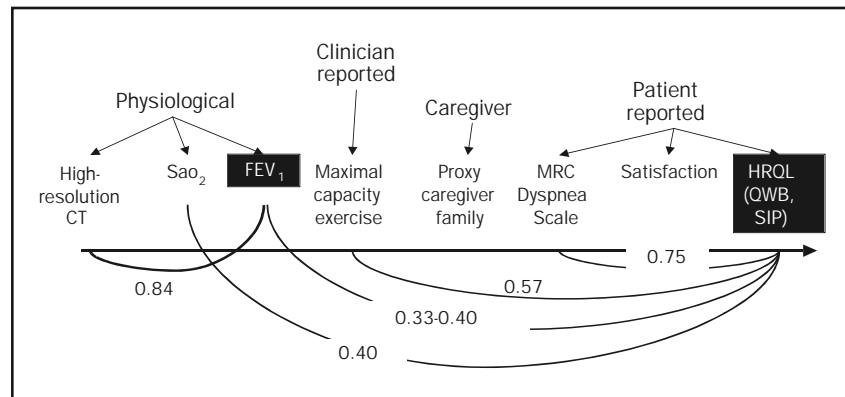 Clinician
reported
Physiological
Caregiver
Patient
reported
High-
resolution
CT
Sao2
FEV1
Maximal
capacity
exercise
Proxy
caregiver
family
MRC
Dyspnea
Scale
Satisfaction
HRQL
(QWB,
SIP)
0.75
0.84
0.57
0.33-0.40
0.40